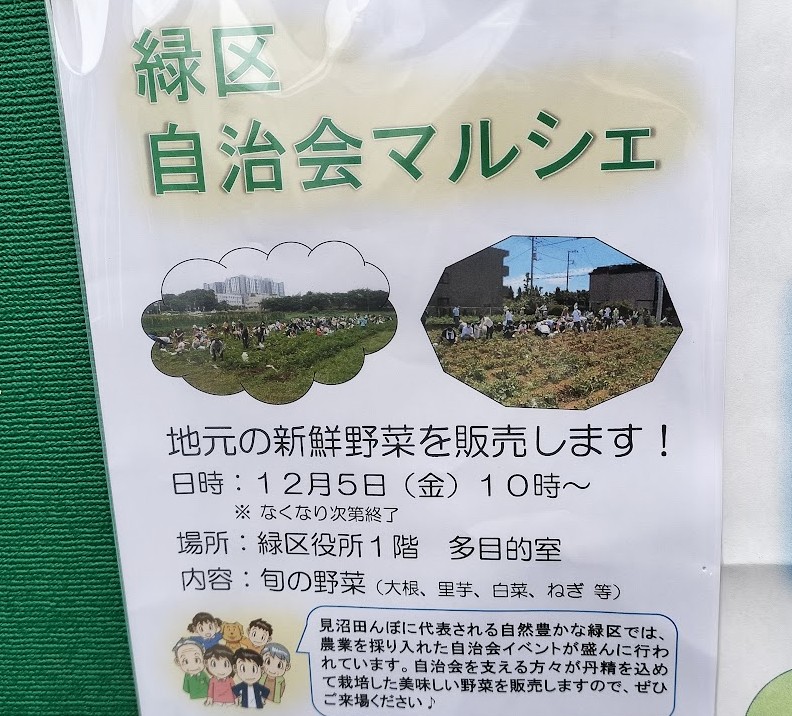 緑区
自治会マルシェ
地元の新鮮野菜を販売します！
日時：１２月５日（金）１０時～
※ なくなり次第終了
場所：緑区役所１階　多目的室
内容：旬の野菜（大根、里芋、白菜、ねぎ 等）
見沼田んぼに代表される自然豊かな緑区では、
農業を採り入れた自治会イベントが盛んに行わ
れています。自治会を支える方々が丹精を込め
て栽培した美味しい野菜を販売しますので、ぜひ
ご来場ください♪